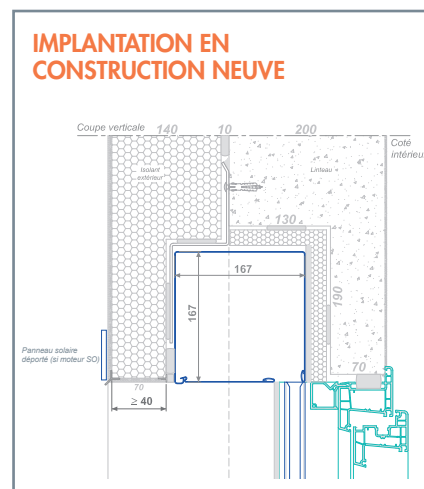 IMPLANTATION EN
CONSTRUCTION NEUVE
Coupe verticale
140
10
200
Coté
intérieur
Isolant
extérieur
Linteau
130
167
167
190
Panneau solaire
déporté (si moteur SO)
70
70
≥ 40